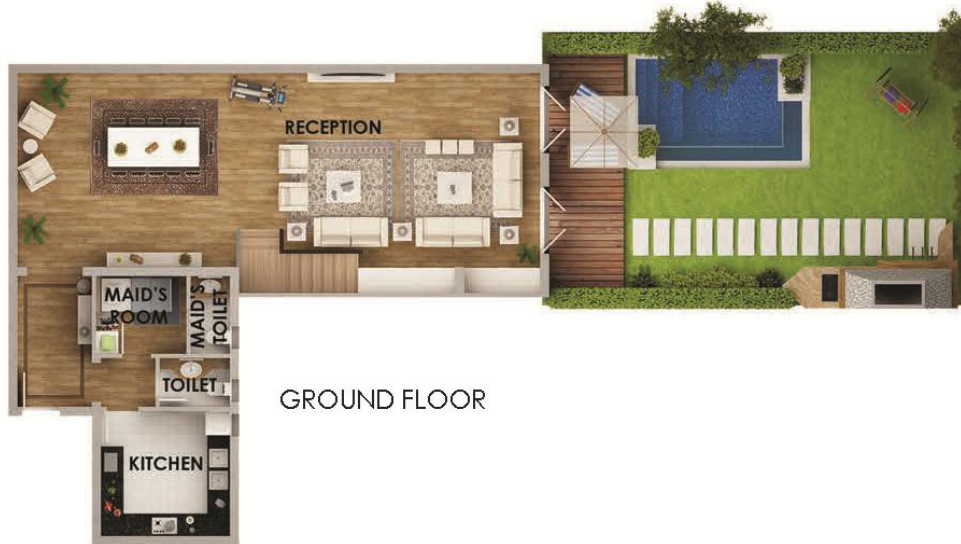 RECEPTION
MAID'S
ROOM
MAID'S
TOILET
TOILET
GROUND FLOOR
KITCHEN